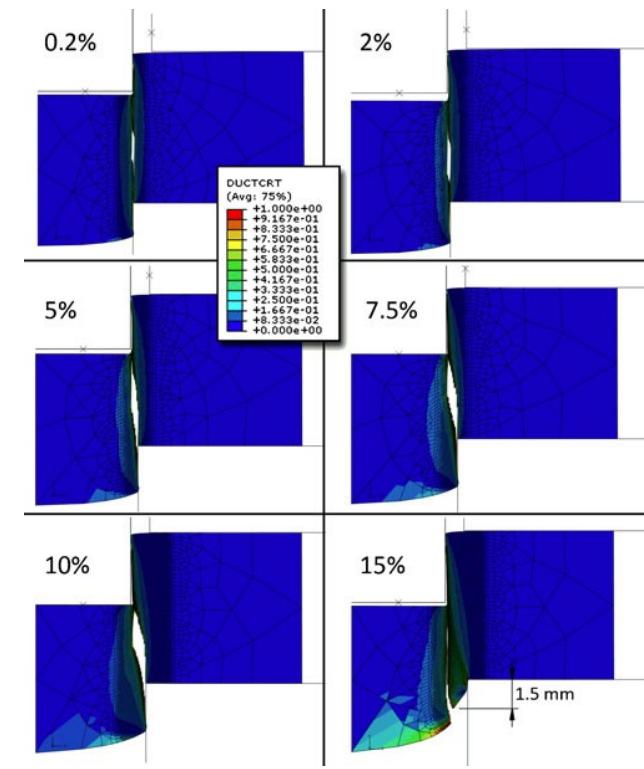 0.2%
2%
DUCTCRT
(Avg: 75%)
+1.000e+00
+9.167e-01
+8.333e-01
+7.500e-01
+6.667e-01
+5.833e-01
+5.000e-01
+4.167e-01
+3.333e-01
+2.500e-01
+1.667e-01
+8.333e-02
+0.000e+00
5%
7.5%
10%
15%
1.5 mm